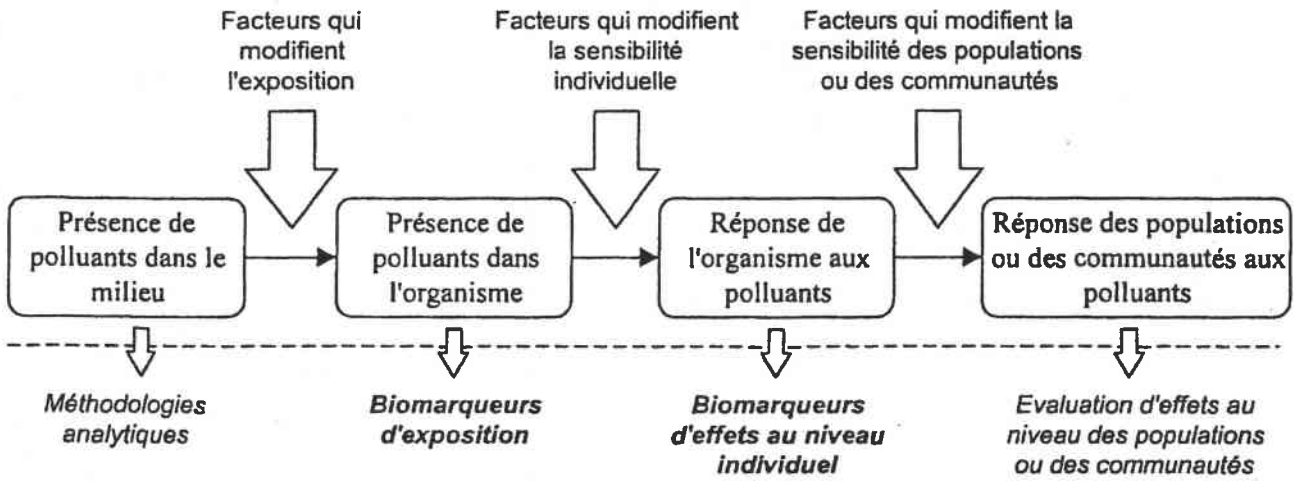 Facteurs qui
modifient
l'exposition
Facteurs qui modifient
la sensibilité
individuelle
Facteurs qui modifient la
sensibilité des populations
ou des communautés
Présence de
polluants dans le
milieu
Présence de
polluants dans
l'organisme
Réponse de
l'organisme aux
polluants
Réponse des populations
ou des communautés aux
polluants
Méthodologies
analytiques
Biomarqueurs
d'exposition
Biomarqueurs
d'effets au niveau
individuel
Evaluation d'effets au
niveau des populations
ou des communautés